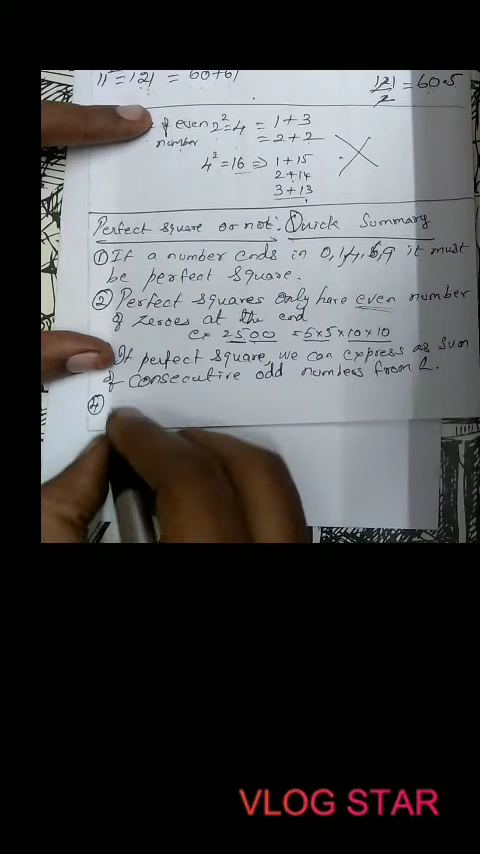 11² = 121 = 60+61
121/2 = 60.5
of even 2² = 4 = 1+3
number = 2+2
4² = 16 ⇒ 1+15
2+14
3+13
Perfect square or not: Quick Summary
① If a number ends in 0,1,4,5,6,9 it must
be perfect square.
② Perfect squares only have even number
of zeroes at the end
ex 2500 = 5×5×10×10
If perfect square, we can express as sum
of consecutive odd numbers from 1.
④
VLOG STAR